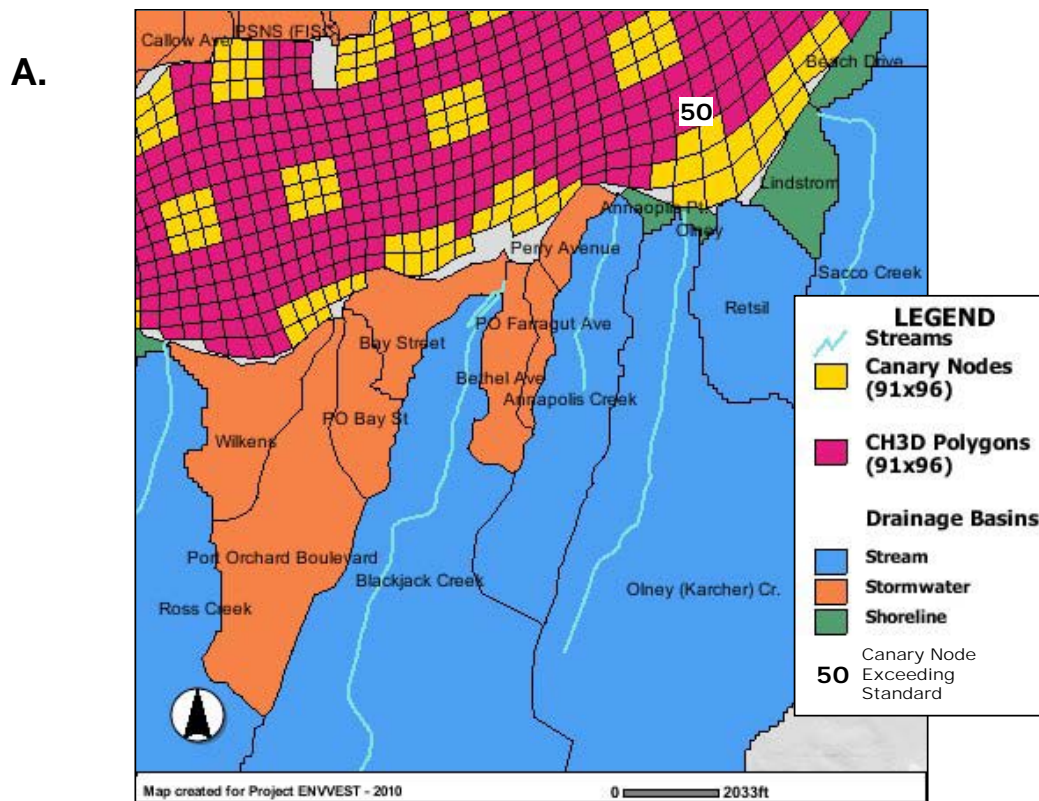 A.
Callow Ave
PSNS (FISC)
Beach Drive
50
Lindstrom
Annapolis Pt.
Olney
Perry Avenue
Sacco Creek
Retsil
PO Farragut Ave
Bay Street
Bethel Ave
Annapolis Creek
PO Bay St
Wilkens
Port Orchard Boulevard
Blackjack Creek
Olney (Karcher) Cr.
Ross Creek
LEGEND
Streams
Canary Nodes
(91x96)
CH3D Polygons
(91x96)
Drainage Basins
Stream
Stormwater
Shoreline
50 Canary Node
Exceeding
Standard
Map created for Project ENVVEST - 2010
0 2033ft